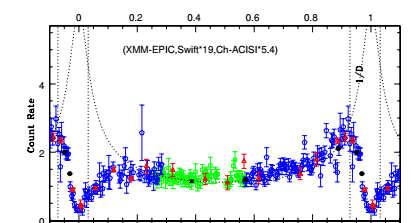 0 0.2 0.4 0.6 0.8 1
(XMM-EPIC,Swift*19,Ch-ACISI*5.4)
1/D
4
Count Rate
2
0